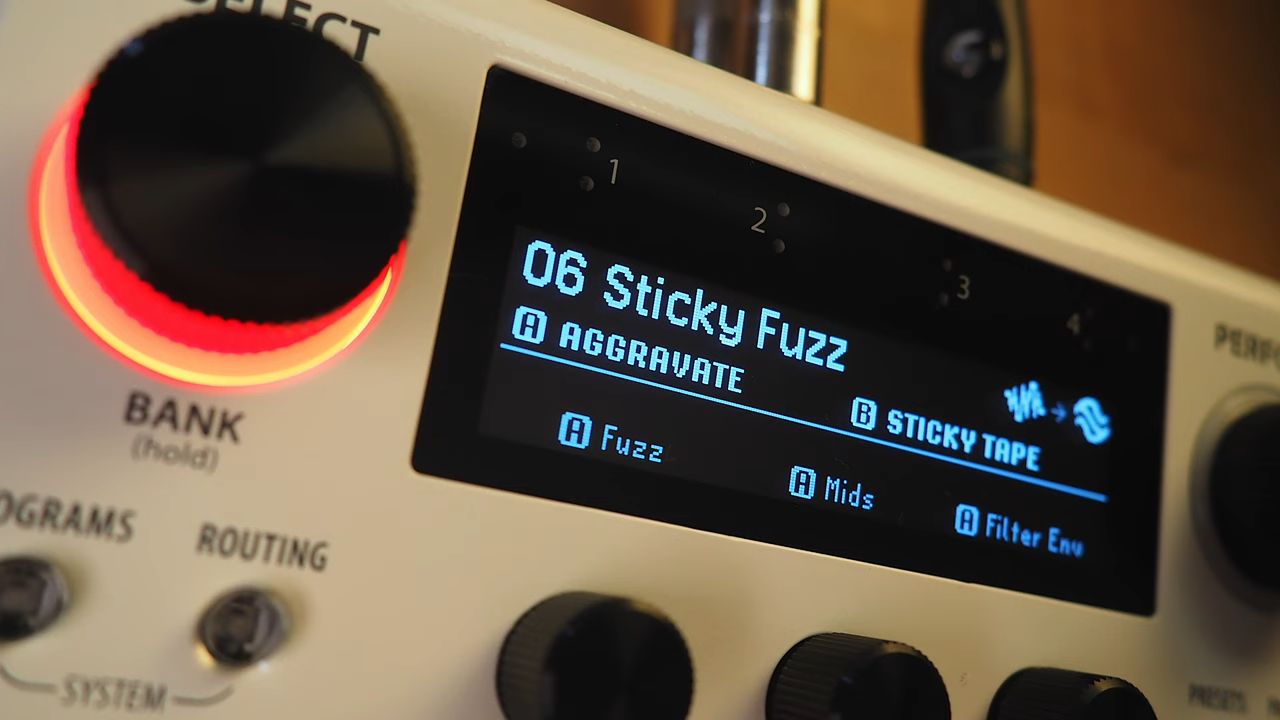 SELECT
1
2
3
4
06 Sticky Fuzz
A AGGRAVATE
B STICKY TAPE
A Fuzz
A Mids
A Filter Env
BANK
(hold)
OGRAMS
ROUTING
SYSTEM
PERFO
PRESETS